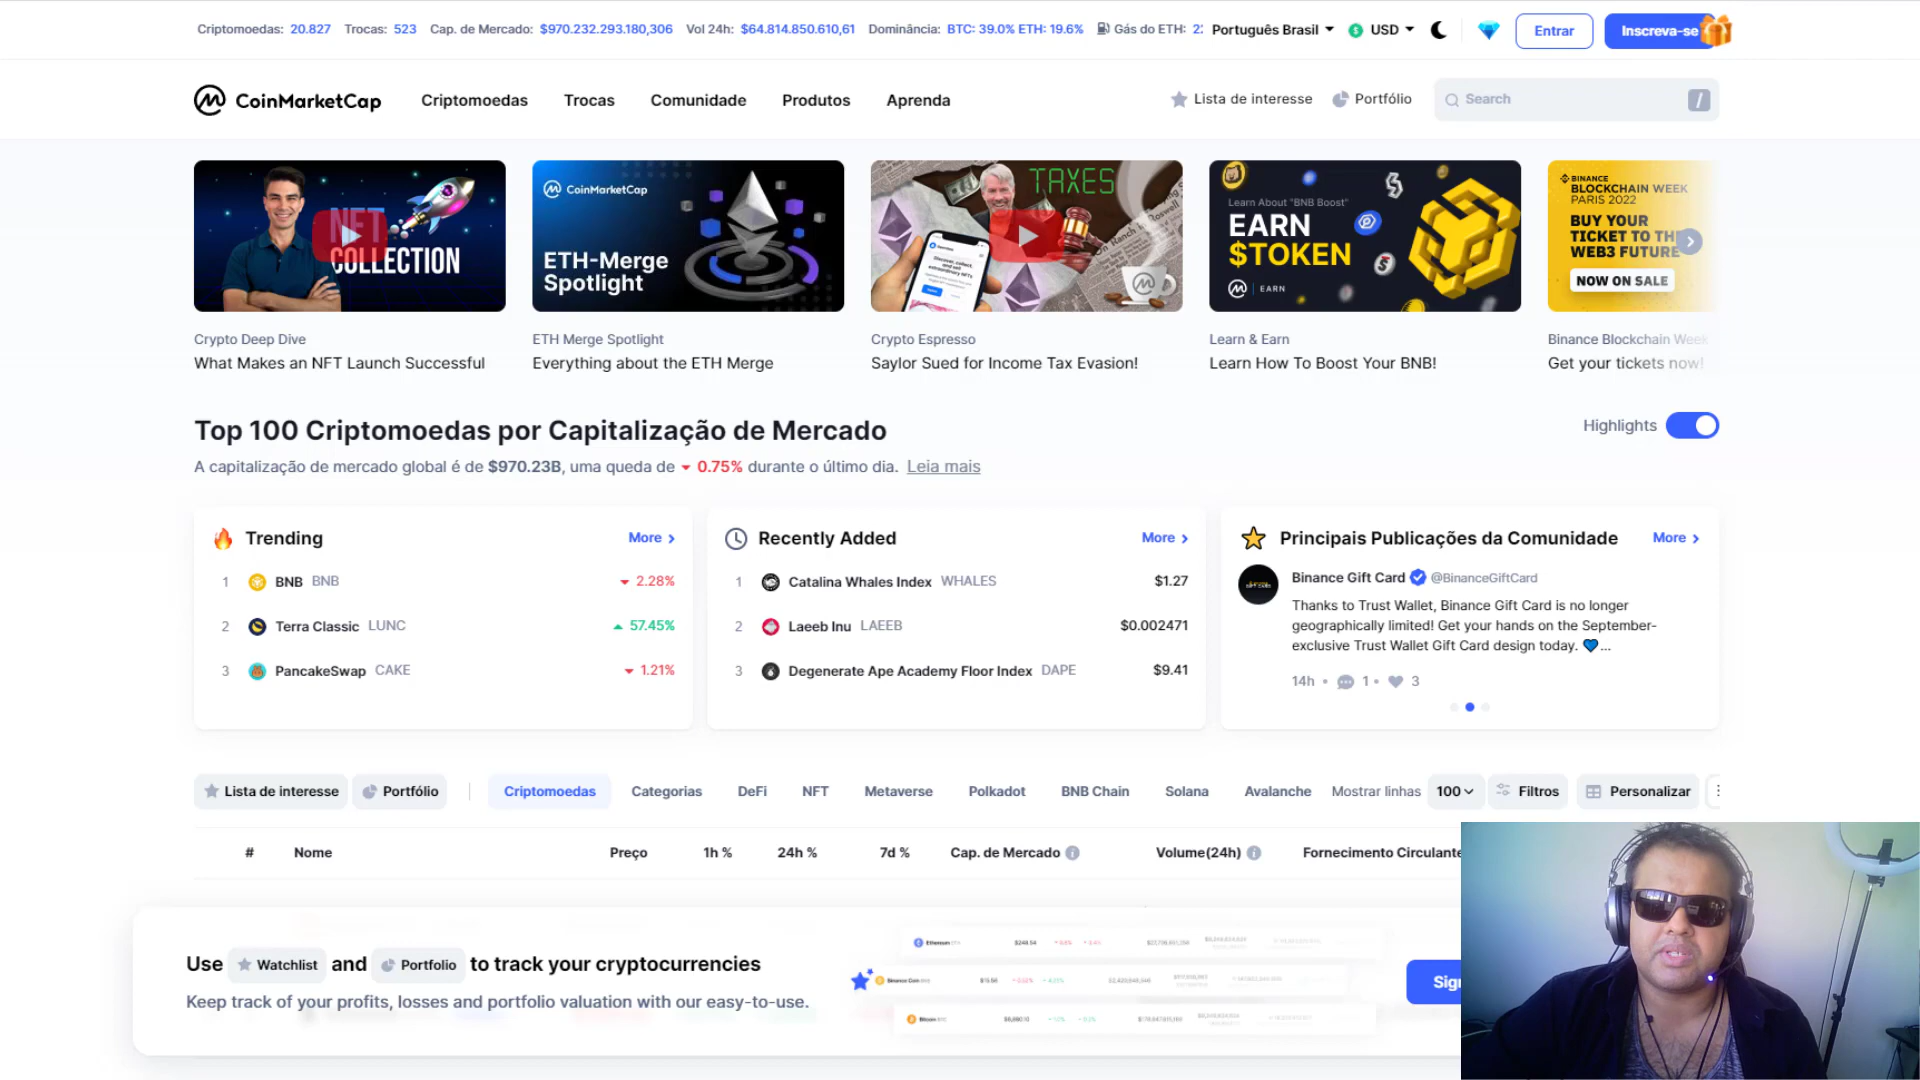 Criptomoedas: 20.827 Trocas: 523 Cap. de Mercado: $970.232.293.180,306 Vol 24h: $64.814.850.610,61 Dominância: BTC: 39.0% ETH: 19.6% Gás do ETH: Português Brasil USD Entrar Inscreva-se
CoinMarketCap Criptomoedas Trocas Comunidade Produtos Aprenda Lista de interesse Portfólio Search /
NFT
COLLECTION
CoinMarketCap
ETH-Merge
Spotlight
TAXES
Learn About "BNB Boost"
EARN
$TOKEN
EARN
BINANCE
BLOCKCHAIN WEEK
PARIS 2022
BUY YOUR
TICKET TO THE
WEB3 FUTURE
NOW ON SALE
Crypto Deep Dive
What Makes an NFT Launch Successful
ETH Merge Spotlight
Everything about the ETH Merge
Crypto Espresso
Saylor Sued for Income Tax Evasion!
Learn & Earn
Learn How To Boost Your BNB!
Binance Blockchain Week
Get your tickets now!
Top 100 Criptomoedas por Capitalização de Mercado
Highlights
A capitalização de mercado global é de $970.23B, uma queda de 0.75% durante o último dia. Leia mais
Trending More
1 BNB BNB 2.28%
2 Terra Classic LUNC 57.45%
3 PancakeSwap CAKE 1.21%
Recently Added More
1 Catalina Whales Index WHALES $1.27
2 Laeeb Inu LAEEB $0.002471
3 Degenerate Ape Academy Floor Index DAPE $9.41
Principais Publicações da Comunidade More
Binance Gift Card @BinanceGiftCard
Thanks to Trust Wallet, Binance Gift Card is no longer
geographically limited! Get your hands on the September-
exclusive Trust Wallet Gift Card design today. 💙...
14h • 1 • 3
Lista de interesse Portfólio Criptomoedas Categorias DeFi NFT Metaverse Polkadot BNB Chain Solana Avalanche Mostrar linhas 100 Filtros Personalizar
# Nome Preço 1h % 24h % 7d % Cap. de Mercado Volume(24h) Fornecimento Circulante
Use Watchlist and Portfolio to track your cryptocurrencies
Keep track of your profits, losses and portfolio valuation with our easy-to-use.
Sig